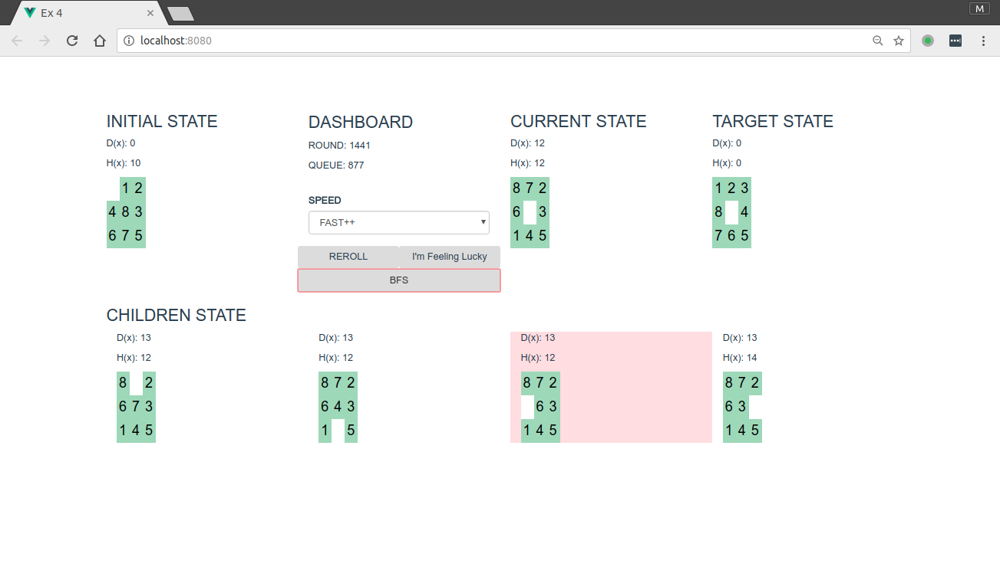 Ex 4
M
localhost:8080
INITIAL STATE
D(x): 0
H(x): 10
1 2
4 8 3
6 7 5
DASHBOARD
ROUND: 1441
QUEUE: 877
SPEED
FAST++
REROLL
I'm Feeling Lucky
BFS
CURRENT STATE
D(x): 12
H(x): 12
8 7 2
6 3
1 4 5
TARGET STATE
D(x): 0
H(x): 0
1 2 3
8 4
7 6 5
CHILDREN STATE
D(x): 13
H(x): 12
8 2
6 7 3
1 4 5
D(x): 13
H(x): 12
8 7 2
6 4 3
1 5
D(x): 13
H(x): 12
8 7 2
6 3
1 4 5
D(x): 13
H(x): 14
8 7 2
6 3
1 4 5